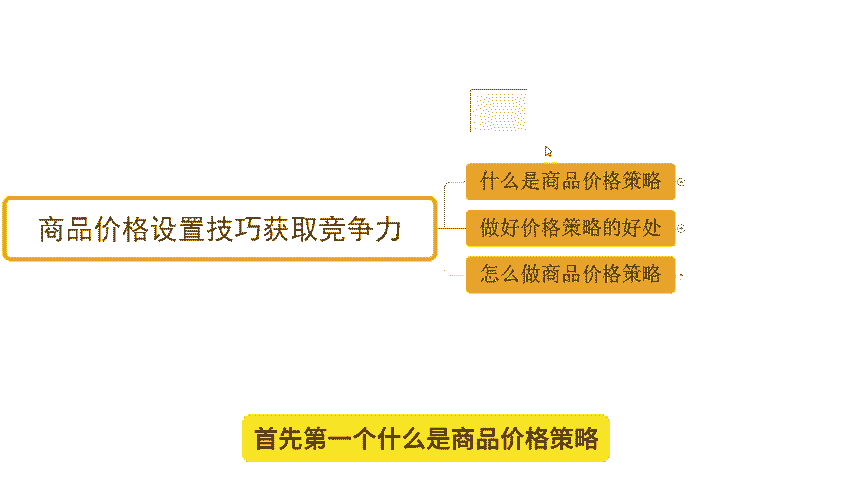 什么是商品价格策略
商品价格设置技巧获取竞争力
做好价格策略的好处
怎么做商品价格策略
首先第一个什么是商品价格策略